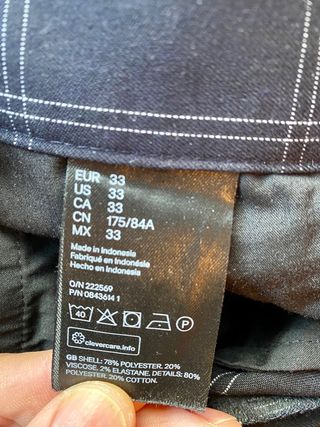 EUR 33
US 33
CA 33
CN 175/84A
MX 33
Made in Indonesia
Fabriqué en Indonésie
Hecho en Indonesia
O/N 222569
P/N 0843614 1
40 P
clevercare.info
GB SHELL: 78% POLYESTER. 20%
VISCOSE. 2% ELASTANE. DETAILS: 80%
POLYESTER. 20% COTTON.